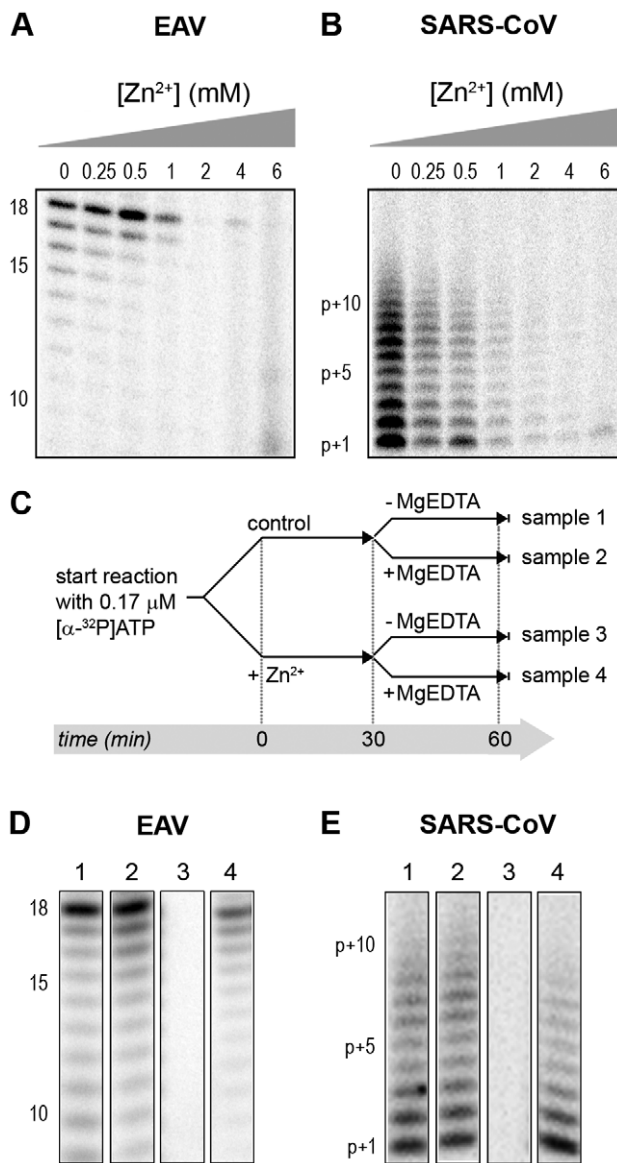 A EAV
[Zn²⁺] (mM)
0 0.25 0.5 1 2 4 6
18
15
10
B SARS-CoV
[Zn²⁺] (mM)
0 0.25 0.5 1 2 4 6
p+10
p+5
p+1
C
start reaction
with 0.17 μM
[α-³²P]ATP
control
+ Zn²⁺
- MgEDTA
+MgEDTA
- MgEDTA
+MgEDTA
sample 1
sample 2
sample 3
sample 4
time (min) 0 30 60
D EAV
1 2 3 4
18
15
10
E SARS-CoV
1 2 3 4
p+10
p+5
p+1